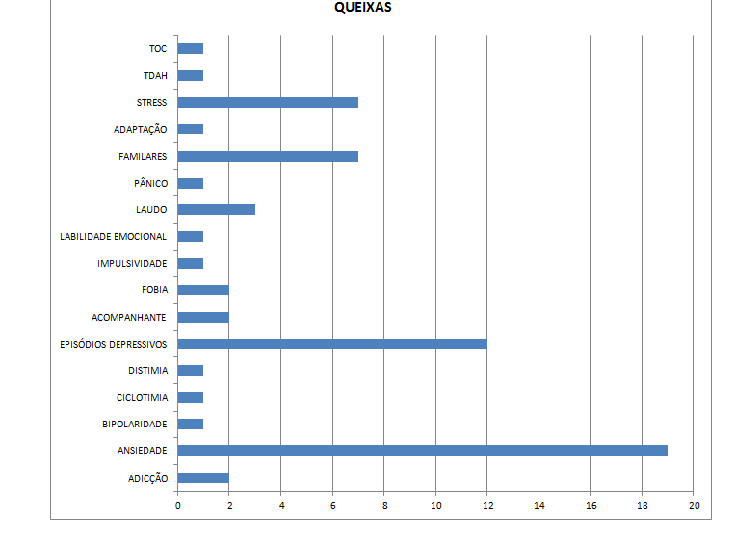 QUEIXAS
TOC
TDAH
STRESS
ADAPTAÇÃO
FAMILARES
PÂNICO
LAUDO
LABILIDADE EMOCIONAL
IMPULSIVIDADE
FOBIA
ACOMPANHANTE
EPISÓDIOS DEPRESSIVOS
DISTIMIA
CICLOTIMIA
BIPOLARIDADE
ANSIEDADE
ADICÇÃO
0 2 4 6 8 10 12 14 16 18 20